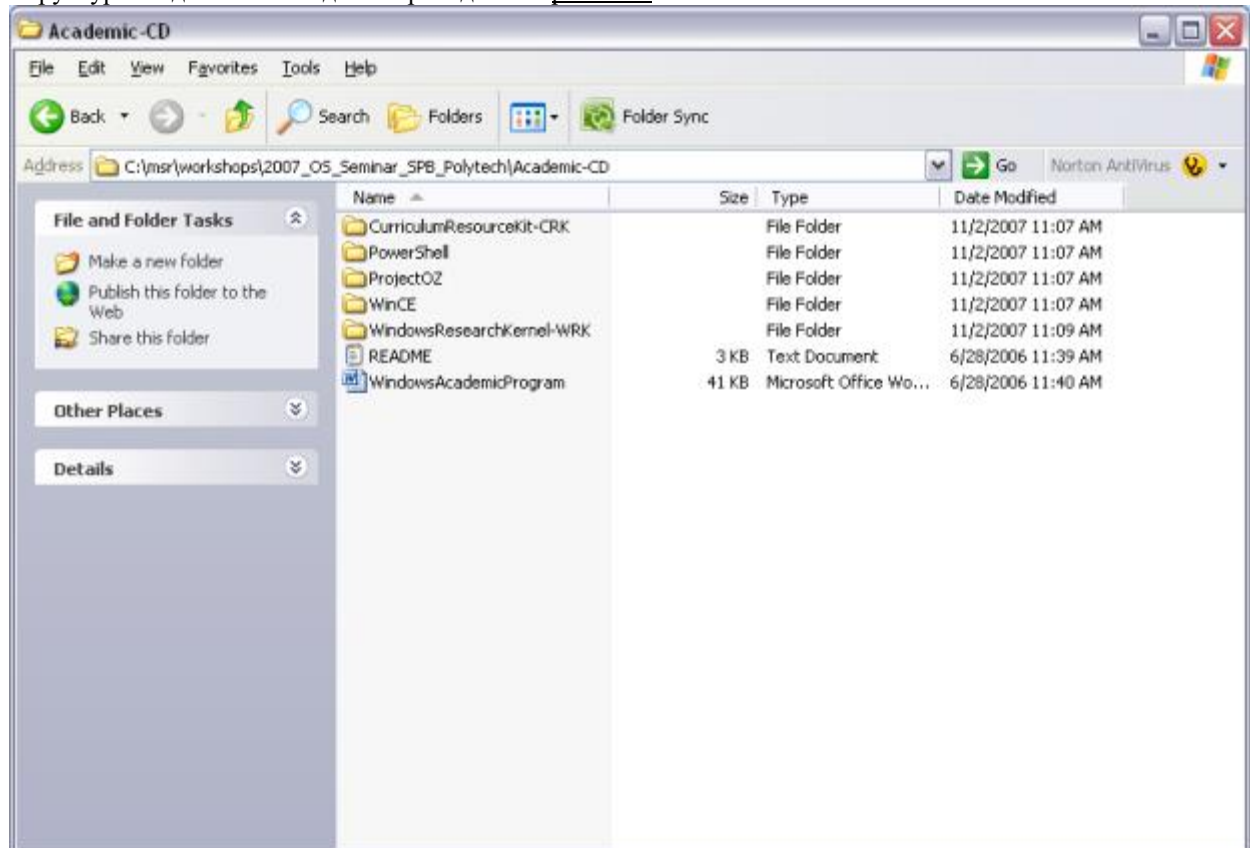 Academic-CD
File Edit View Favorites Tools Help
Back Search Folders Folder Sync
Address C:\msr\workshops\2007_OS_Seminar_SPB_Polytech\Academic-CD Go Norton AntiVirus
Name Size Type Date Modified
File and Folder Tasks
Make a new folder
Publish this folder to the
Web
Share this folder
Other Places
Details
CurriculumResourceKit-CRK File Folder 11/2/2007 11:07 AM
PowerShell File Folder 11/2/2007 11:07 AM
ProjectOZ File Folder 11/2/2007 11:07 AM
WinCE File Folder 11/2/2007 11:07 AM
WindowsResearchKernel-WRK File Folder 11/2/2007 11:09 AM
README 3 KB Text Document 6/28/2006 11:39 AM
WindowsAcademicProgram 41 KB Microsoft Office Wo... 6/28/2006 11:40 AM